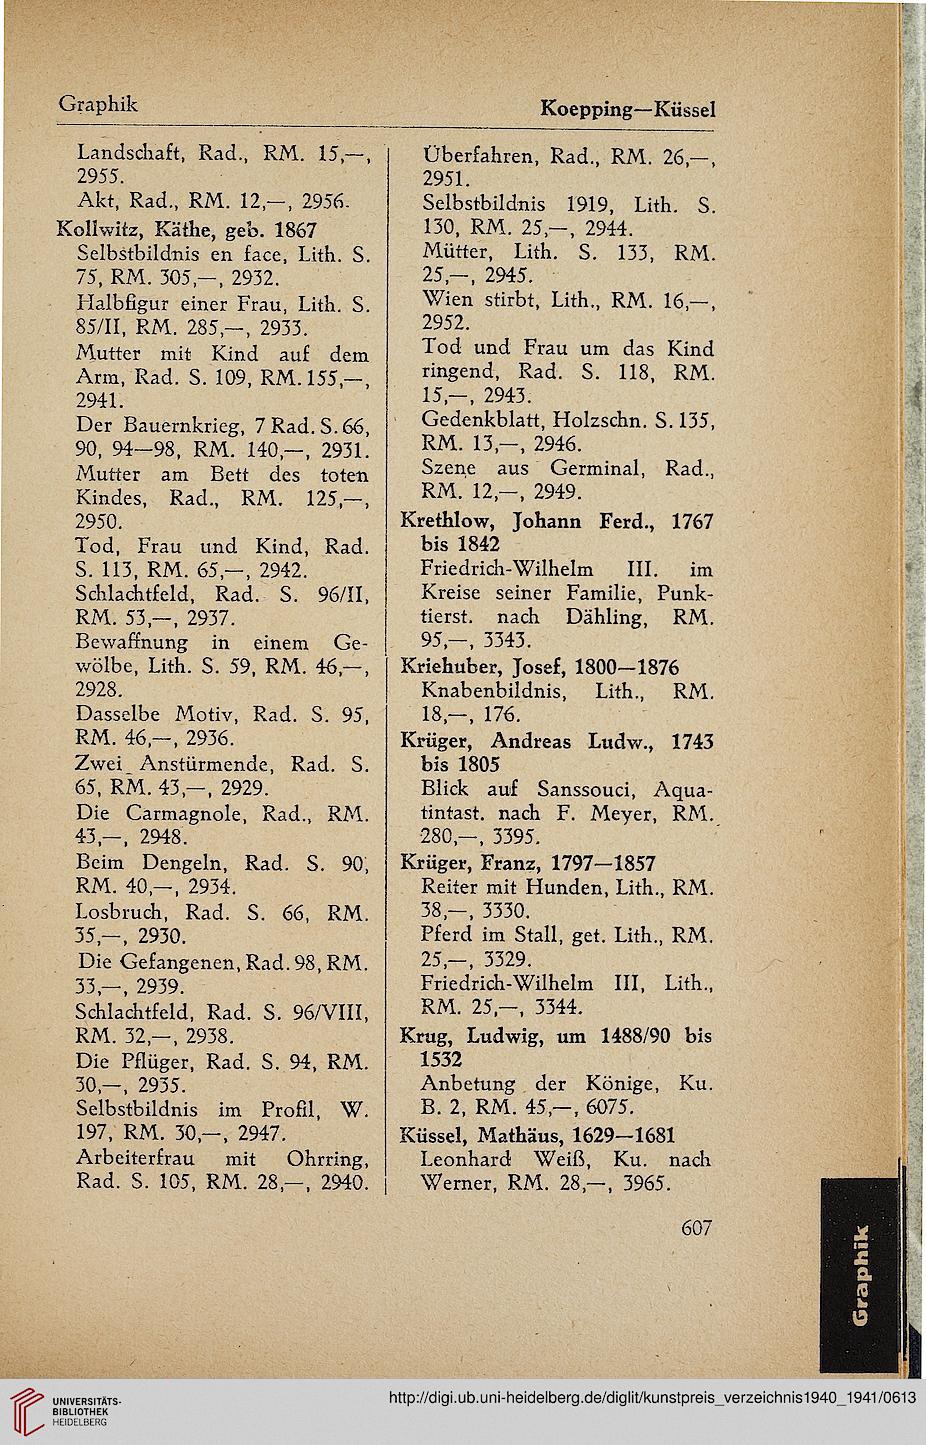 Graphik
Koepping—Küssel
Landschaft, Rad., RM. 15,—,
2955.
Akt, Rad., RM. 12,—, 2956.
Kollwitz, Käthe, geb. 1867
Selbstbildnis en face, Lith. S.
75, RM. 305,—, 2932.
Halbfigur einer Frau, Lith. S.
85/II, RM. 285,—, 2933.
Mutter mit Kind auf dem
Arm, Rad. S. 109, RM. 155,—,
2941.
Der Bauernkrieg, 7 Rad. S. 66,
90, 94—98, RM. 140,—, 2931.
Mutter am Bett des toten
Kindes, Rad., RM. 125,—,
2950.
Tod, Frau und Kind, Rad.
S. 113, RM. 65,—, 2942.
Schlachtfeld, Rad. S. 96/II,
RM. 53,—, 2937.
Bewaffnung in einem Ge-
wölbe, Lith. S. 59, RM. 46,—,
2928.
Dasselbe Motiv, Rad. S. 95,
RM. 46,—, 2936.
Zwei Anstürmende, Rad. S.
65, RM. 43,—, 2929.
Die Carmagnole, Rad., RM.
43,—, 2948.
Beim Dengeln, Rad. S. 90,
RM. 40,—, 2934.
Losbruch, Rad. S. 66, RM.
35,—, 2930.
Die Gefangenen, Rad. 98, RM.
33,—, 2939.
Schlachtfeld, Rad. S. 96/VIII,
RM. 32,—, 2938.
Die Pflüger, Rad. S. 94, RM.
30,—, 2935.
Selbstbildnis im Profil, W.
197, RM. 30,—, 2947.
Arbeiterfrau mit Ohrring,
Rad. S. 105, RM. 28,—, 2940.
Überfahren, Rad., RM. 26,—,
2951.
Selbstbildnis 1919, Lith. S.
130, RM. 25,—, 2944.
Mütter, Lith. S. 133, RM.
25,—, 2945.
Wien stirbt, Lith., RM. 16,—,
2952.
Tod und Frau um das Kind
ringend, Rad. S. 118, RM.
15,—, 2943.
Gedenkblatt, Holzschn. S. 135,
RM. 13,—, 2946.
Szene aus Germinal, Rad.,
RM. 12,—, 2949.
Krethlow, Johann Ferd., 1767
bis 1842
Friedrich-Wilhelm III. im
Kreise seiner Familie, Punk-
tierst. nach Dähling, RM.
95,—, 3343.
Kriehuber, Josef, 1800—1876
Knabenbildnis, Lith., RM.
18,—, 176.
Krüger, Andreas Ludw., 1743
bis 1805
Blick auf Sanssouci, Aqua-
tintast. nach F. Meyer, RM.
280,—, 3395.
Krüger, Franz, 1797—1857
Reiter mit Hunden, Lith., RM.
38,—, 3330.
Pferd im Stall, get. Lith., RM.
25,—, 3329.
Friedrich-Wilhelm III, Lith.,
RM. 25,—, 3344.
Krug, Ludwig, um 1488/90 bis
1532
Anbetung der Könige, Ku.
B. 2, RM. 45,—, 6075.
Küssel, Mathäus, 1629—1681
Leonhard Weiß, Ku. nach
Werner, RM. 28,—, 3965.
607
Graphik
UNIVERSITÄTS-
BIBLIOTHEK
HEIDELBERG
http://digi.ub.uni-heidelberg.de/diglit/kunstpreis_verzeichnis1940_1941/0613